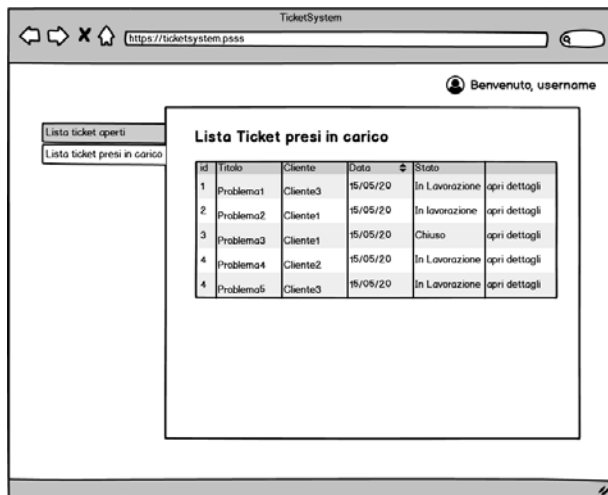 TicketSystem
https://ticketsystem.psss
Benvenuto, username
Lista ticket aperti
Lista ticket presi in carico
Lista Ticket presi in carico
id Titolo Cliente Data Stato
1 Problema1 Cliente3 15/05/20 In Lavorazione apri dettagli
2 Problema2 Cliente1 15/05/20 In lavorazione apri dettagli
3 Problema3 Cliente1 15/05/20 Chiuso apri dettagli
4 Problema4 Cliente2 15/05/20 In Lavorazione apri dettagli
4 Problema5 Cliente3 15/05/20 In Lavorazione apri dettagli